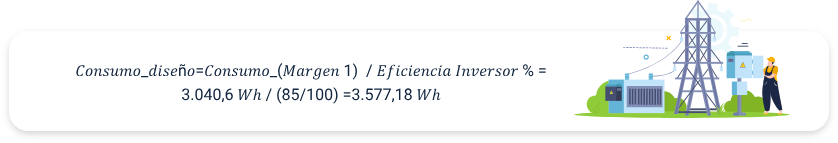 Consumo_diseño=Consumo_(Margen 1) / Eficiencia Inversor % =
3.040,6 Wh / (85/100) =3.577,18 Wh